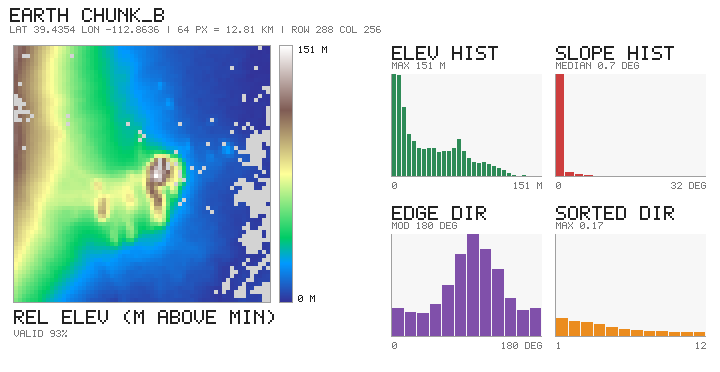 EARTH CHUNK_B
LAT 39.4354 LON -112.8636 | 64 PX = 12.81 KM | ROW 288 COL 256
151 M
0 M
REL ELEV (M ABOVE MIN)
VALID 93%
ELEV HIST
MAX 151 M
0 151 M
SLOPE HIST
MEDIAN 0.7 DEG
0 32 DEG
EDGE DIR
MOD 180 DEG
0 180 DEG
SORTED DIR
MAX 0.17
1 12